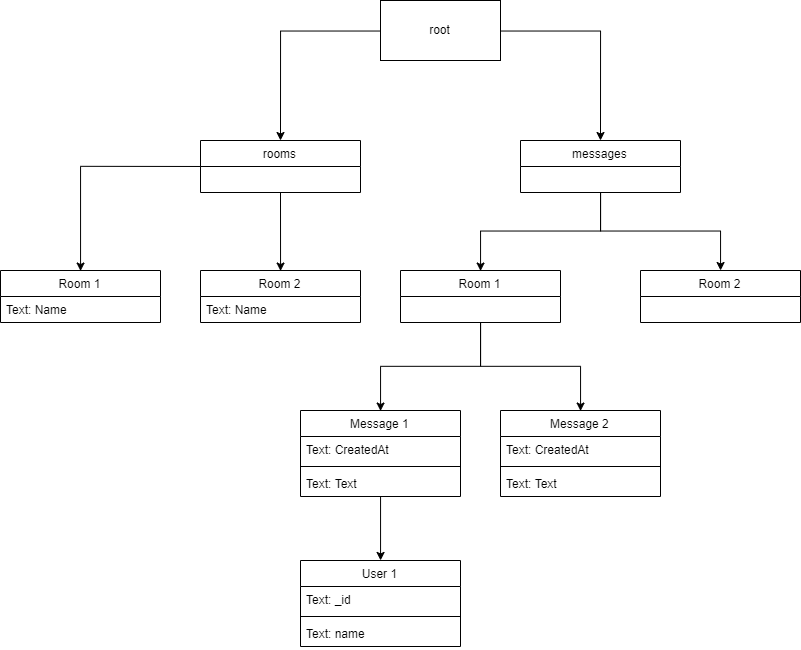 root
rooms
messages
Room 1
Room 2
Room 1
Room 2
Text: Name
Text: Name
Message 1
Message 2
Text: CreatedAt
Text: CreatedAt
Text: Text
Text: Text
User 1
Text: _id
Text: name